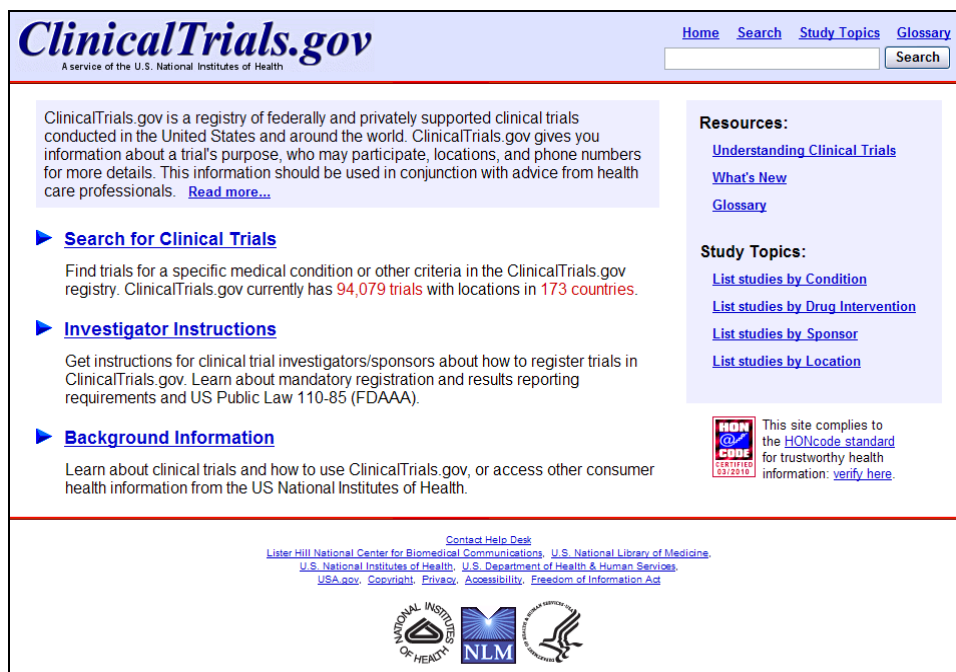 ClinicalTrials.gov
A service of the U.S. National Institutes of Health
Home Search Study Topics Glossary
Search
ClinicalTrials.gov is a registry of federally and privately supported clinical trials
conducted in the United States and around the world. ClinicalTrials.gov gives you
information about a trial's purpose, who may participate, locations, and phone numbers
for more details. This information should be used in conjunction with advice from health
care professionals. Read more...
Search for Clinical Trials
Find trials for a specific medical condition or other criteria in the ClinicalTrials.gov
registry. ClinicalTrials.gov currently has 94,079 trials with locations in 173 countries.
Investigator Instructions
Get instructions for clinical trial investigators/sponsors about how to register trials in
ClinicalTrials.gov. Learn about mandatory registration and results reporting
requirements and US Public Law 110-85 (FDAAA).
Background Information
Learn about clinical trials and how to use ClinicalTrials.gov, or access other consumer
health information from the US National Institutes of Health.
Resources:
Understanding Clinical Trials
What's New
Glossary
Study Topics:
List studies by Condition
List studies by Drug Intervention
List studies by Sponsor
List studies by Location
HON
@
CODE
CERTIFIED
03/2010
This site complies to
the HONcode standard
for trustworthy health
information: verify here.
Contact Help Desk
Lister Hill National Center for Biomedical Communications, U.S. National Library of Medicine,
U.S. National Institutes of Health, U.S. Department of Health & Human Services,
USA.gov, Copyright, Privacy, Accessibility, Freedom of Information Act
NATIONAL INSTITUTES
OF HEALTH
NLM
DEPARTMENT OF HEALTH & HUMAN SERVICES·USA